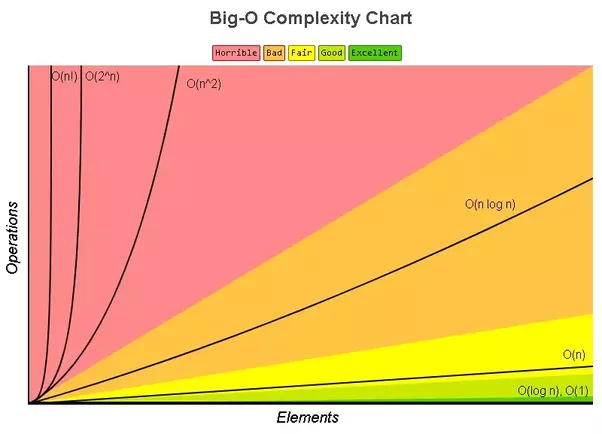 Big-O Complexity Chart
Horrible Bad Fair Good Excellent
O(n!) O(2^n) O(n^2)
O(n log n)
O(n)
O(log n), O(1)
Operations
Elements